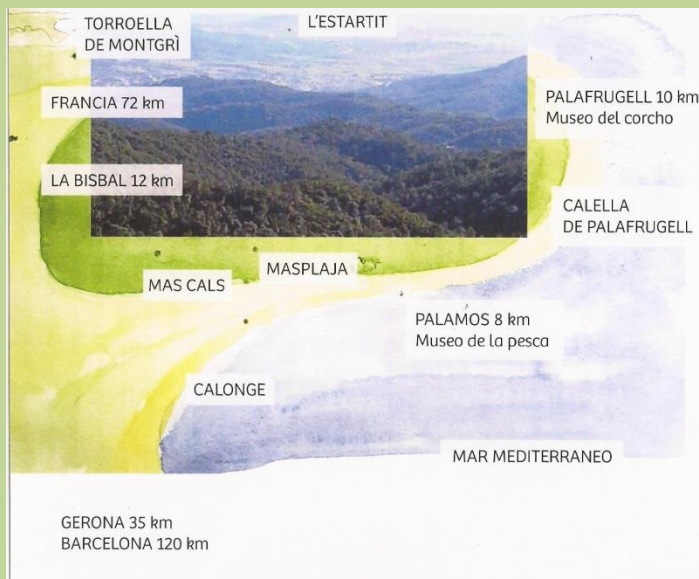 TORROELLA
DE MONTGRÌ
L'ESTARTIT
FRANCIA 72 km
PALAFRUGELL 10 km
Museo del corcho
LA BISBAL 12 km
CALELLA
DE PALAFRUGELL
MASPLAJA
MAS CALS
PALAMOS 8 km
Museo de la pesca
CALONGE
MAR MEDITERRANEO
GERONA 35 km
BARCELONA 120 km